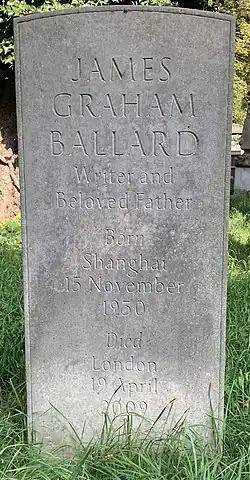 JAMES
GRAHAM
BALLARD
Writer and
Beloved Father
Born
Shanghai
15 November
1930
Died
London
19 April
2009